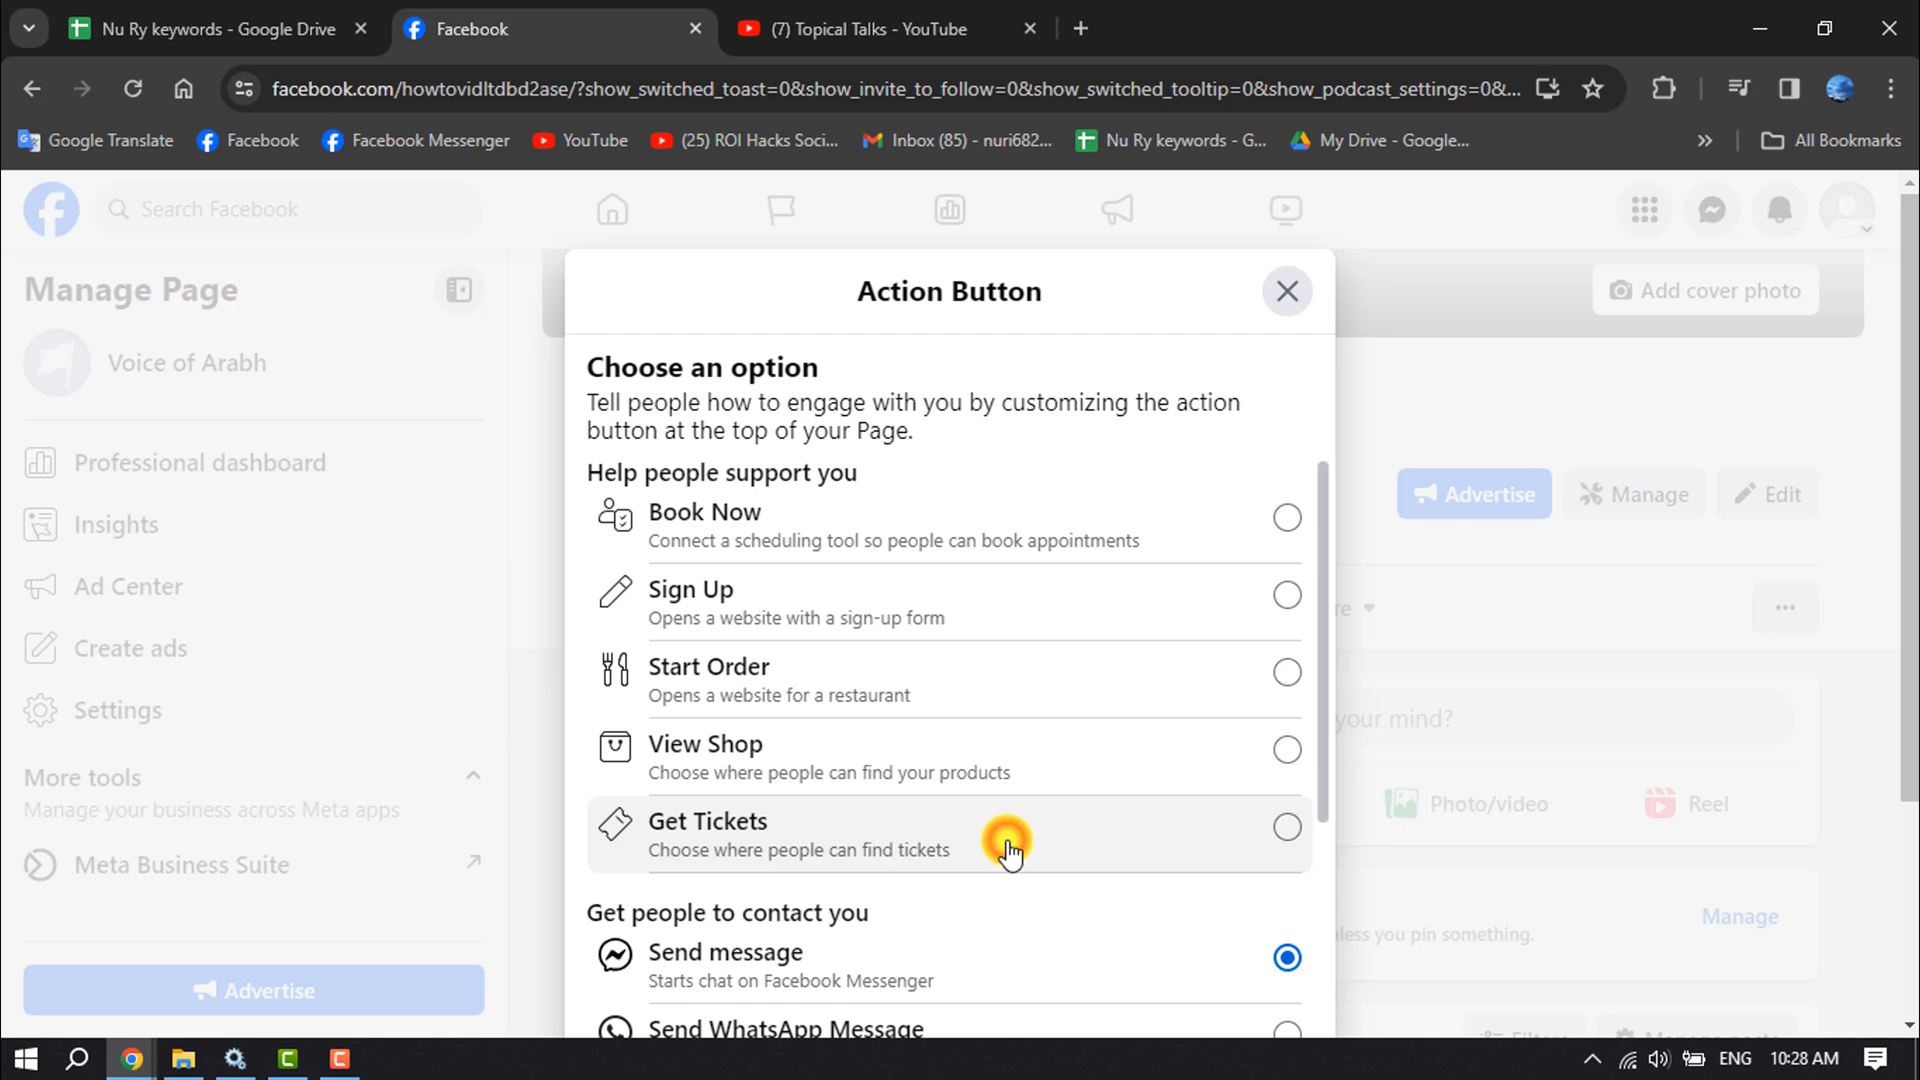 Nu Ry keywords - Google Drive
Facebook
(7) Topical Talks - YouTube
facebook.com/howtovidltdbd2ase/?show_switched_toast=0&show_invite_to_follow=0&show_switched_tooltip=0&show_podcast_settings=0&...
Google Translate
Facebook
Facebook Messenger
YouTube
(25) ROI Hacks Soci...
Inbox (85) - nuri682...
Nu Ry keywords - G...
My Drive - Google...
All Bookmarks
Search Facebook
Manage Page
Voice of Arabh
Professional dashboard
Insights
Ad Center
Create ads
Settings
More tools
Manage your business across Meta apps
Meta Business Suite
Advertise
Add cover photo
Advertise
Manage
Edit
your mind?
Photo/video
Reel
Manage
less you pin something.
Action Button
Choose an option
Tell people how to engage with you by customizing the action
button at the top of your Page.
Help people support you
Book Now
Connect a scheduling tool so people can book appointments
Sign Up
Opens a website with a sign-up form
Start Order
Opens a website for a restaurant
View Shop
Choose where people can find your products
Get Tickets
Choose where people can find tickets
Get people to contact you
Send message
Starts chat on Facebook Messenger
Send WhatsApp Message
ENG
10:28 AM